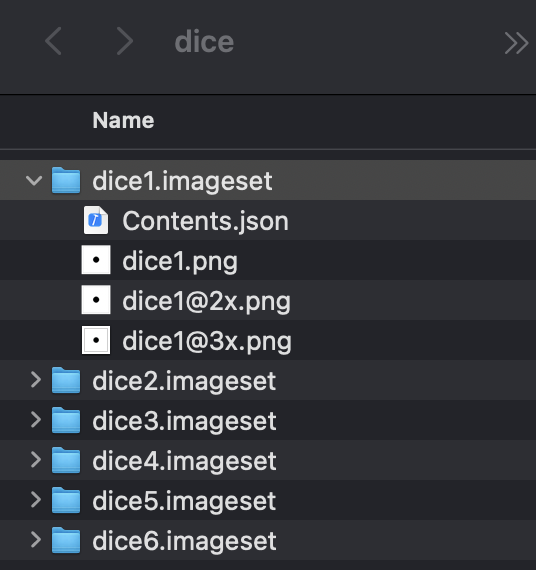 dice
Name
dice1.imageset
Contents.json
dice1.png
dice1@2x.png
dice1@3x.png
dice2.imageset
dice3.imageset
dice4.imageset
dice5.imageset
dice6.imageset